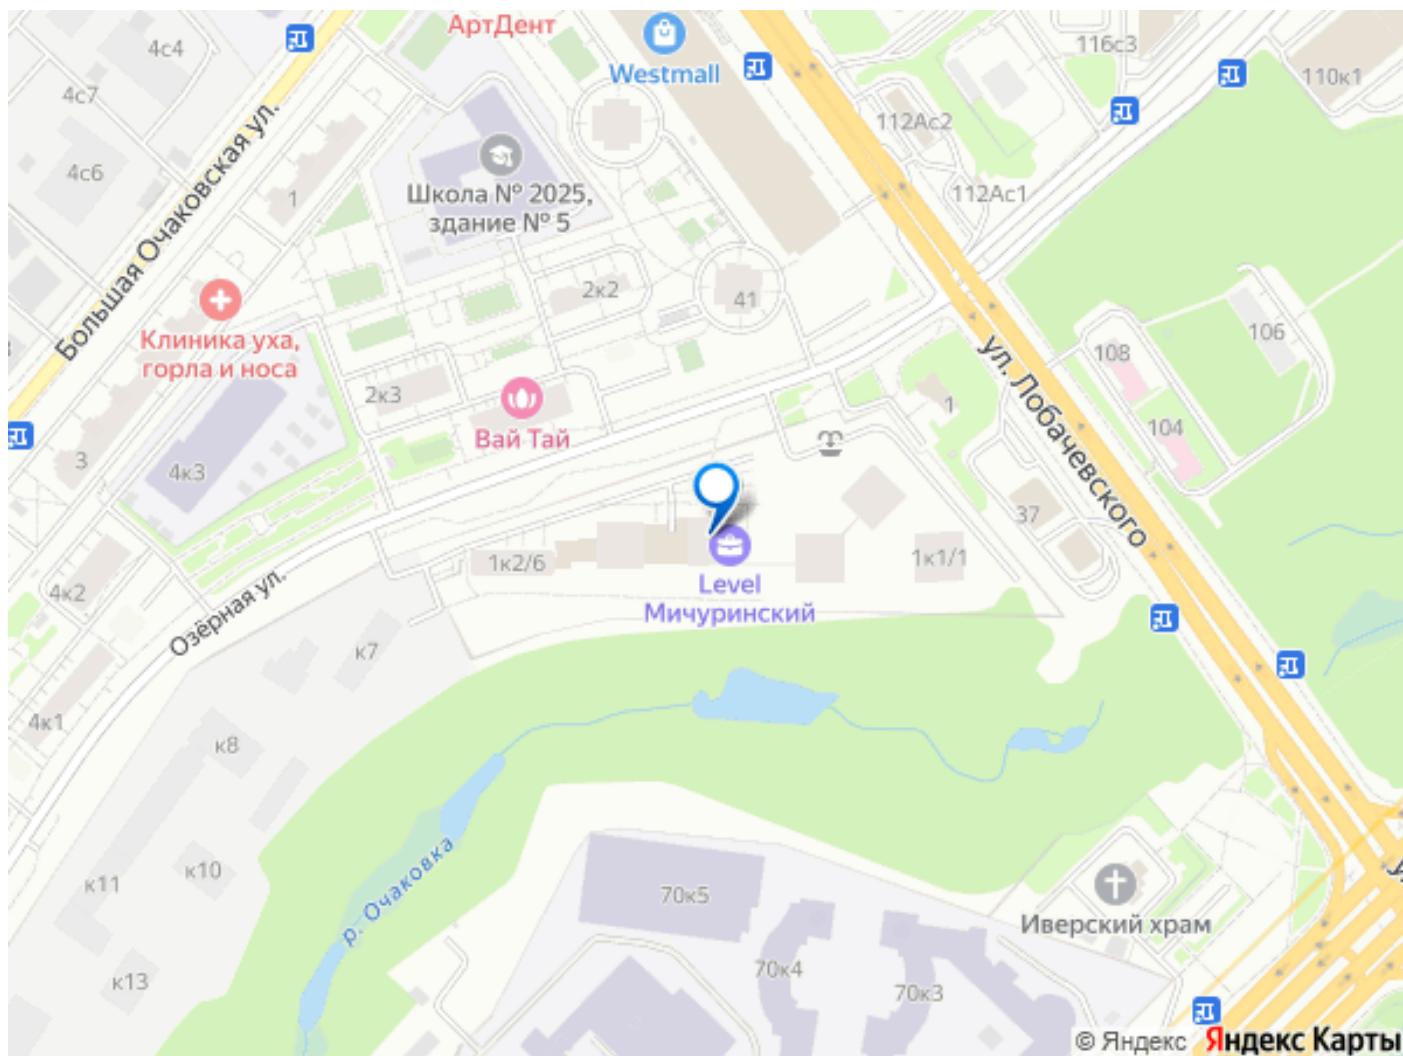 АртДент
4с4
Westmall
116с3
110к1
4с7
112Ас2
4с6
Школа № 2025,
здание № 5
112Ас1
1
Большая Очаковская ул.
2к2
41
Клиника уха,
горла и носа
106
108
ул. Лобачевского
2к3
1
Вай Тай
104
3
4к3
37
1к2/6
1к1/1
Level
Мичуринский
4к2
Озёрная ул.
к7
4к1
к8
к10
к11
р. Очаковка
70к5
Иверский храм
к13
70к4
70к3
© Яндекс Яндекс Карты